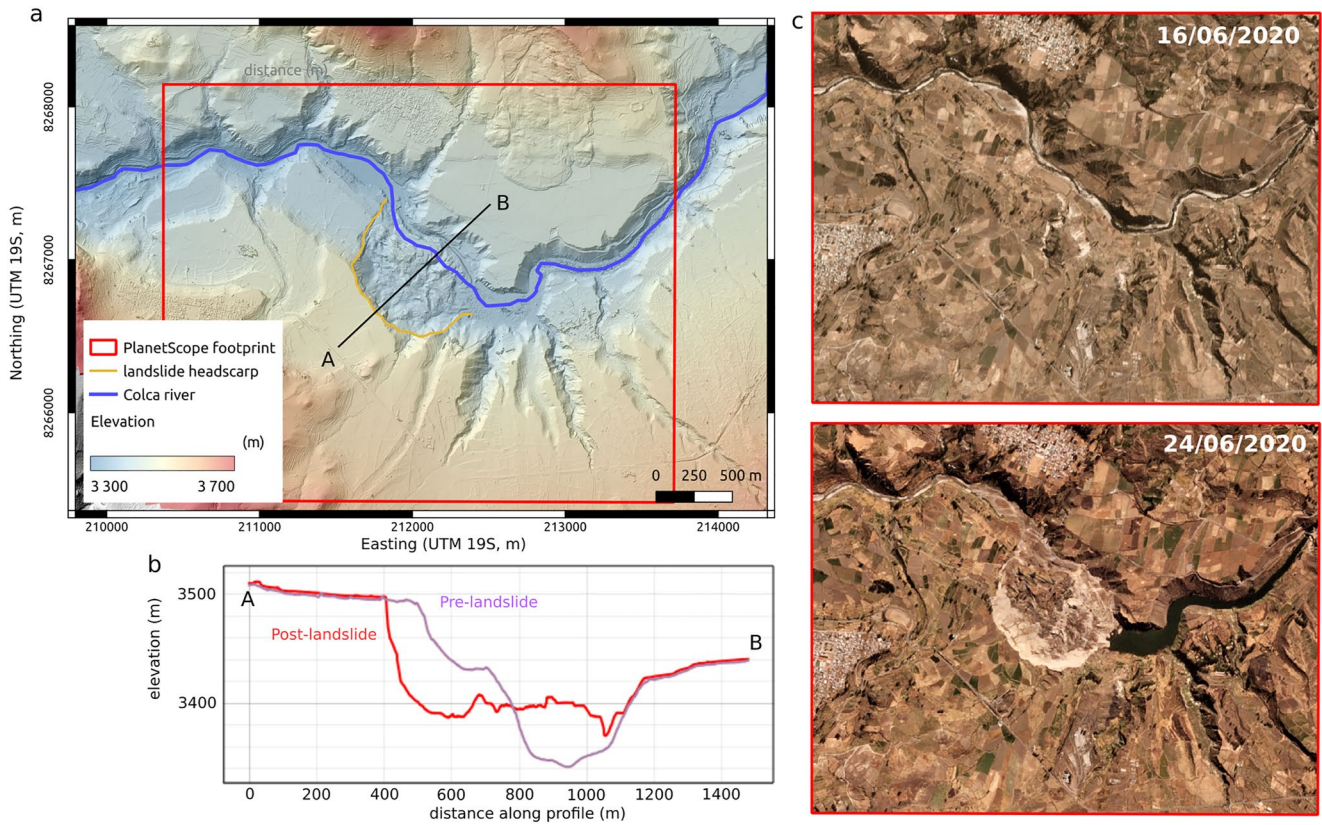 a
distance (m)
8268000
8267000
8266000
Northing (UTM 19S, m)
B
A
PlanetScope footprint
landslide headscarp
Colca river
Elevation
(m)
3 300 3 700
0 250 500 m
210000 211000 212000 213000 214000
Easting (UTM 19S, m)
b
3500
3400
elevation (m)
A
Pre-landslide
Post-landslide
B
0 200 400 600 800 1000 1200 1400
distance along profile (m)
c
16/06/2020
24/06/2020